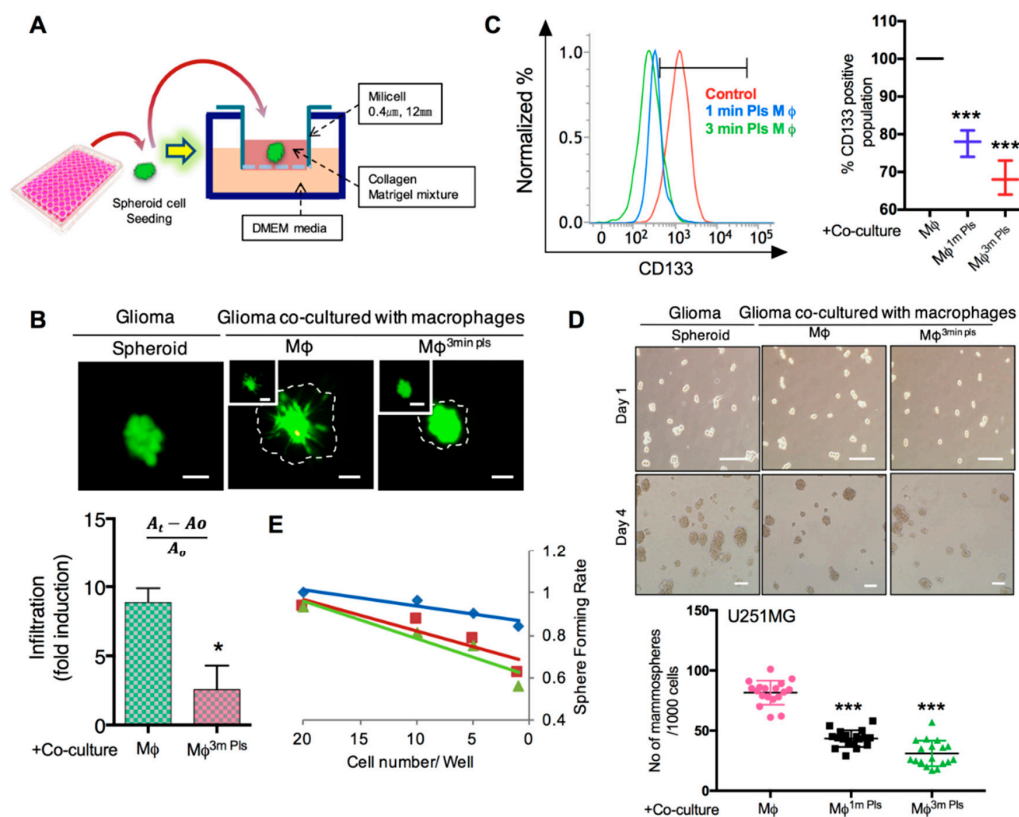 A
Milicell
0.4μm, 12mm
Spheroid cell
Seeding
Collagen
Matrigel mixture
DMEM media
C
Normalized %
1.0
0.5
0.0
0
10²
10³
10⁴
10⁵
CD133
Control
1 min Pls M ϕ
3 min Pls M ϕ
% CD133 positive
population
100
90
80
70
60
***
***
+Co-culture
Mϕ
Mϕ¹ᵐ ᴾˡˢ
Mϕ³ᵐ ᴾˡˢ
B
Glioma
Glioma co-cultured with macrophages
Spheroid
Mϕ
Mϕ³ᵐⁱⁿ ᵖˡˢ
Infiltration
(fold induction)
15
10
5
0
Aₜ − Ao
Aₒ
*
+Co-culture
Mϕ
Mϕ³ᵐ ᴾˡˢ
E
1.2
1
0.8
0.6
0.4
Sphere Forming Rate
20
10
5
0
Cell number/ Well
D
Glioma
Glioma co-cultured with macrophages
Spheroid
Mϕ
Mϕ³ᵐⁱⁿ ᵖˡˢ
Day 1
Day 4
U251MG
No of mammospheres
/1000 cells
150
100
50
0
***
***
+Co-culture
Mϕ
Mϕ¹ᵐ ᴾˡˢ
Mϕ³ᵐ ᴾˡˢ